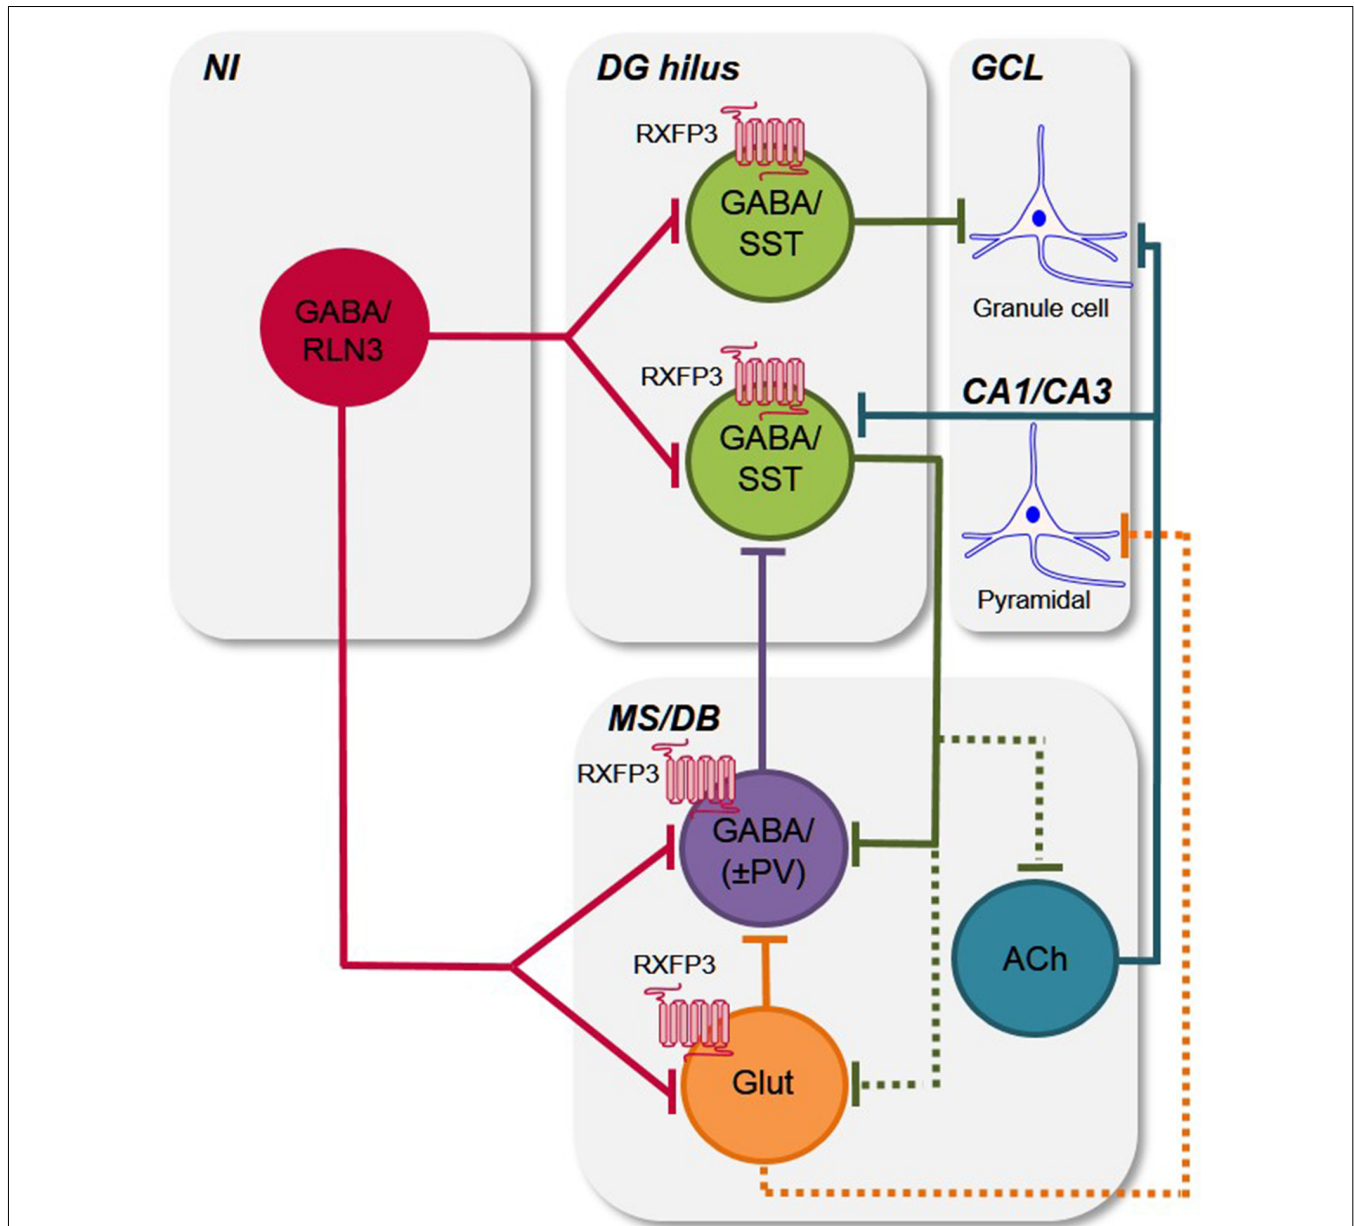 NI
DG hilus
GCL
RXFP3
GABA/
SST
Granule cell
GABA/
RLN3
RXFP3
GABA/
SST
CA1/CA3
Pyramidal
MS/DB
RXFP3
GABA/
(±PV)
RXFP3
ACh
Glut